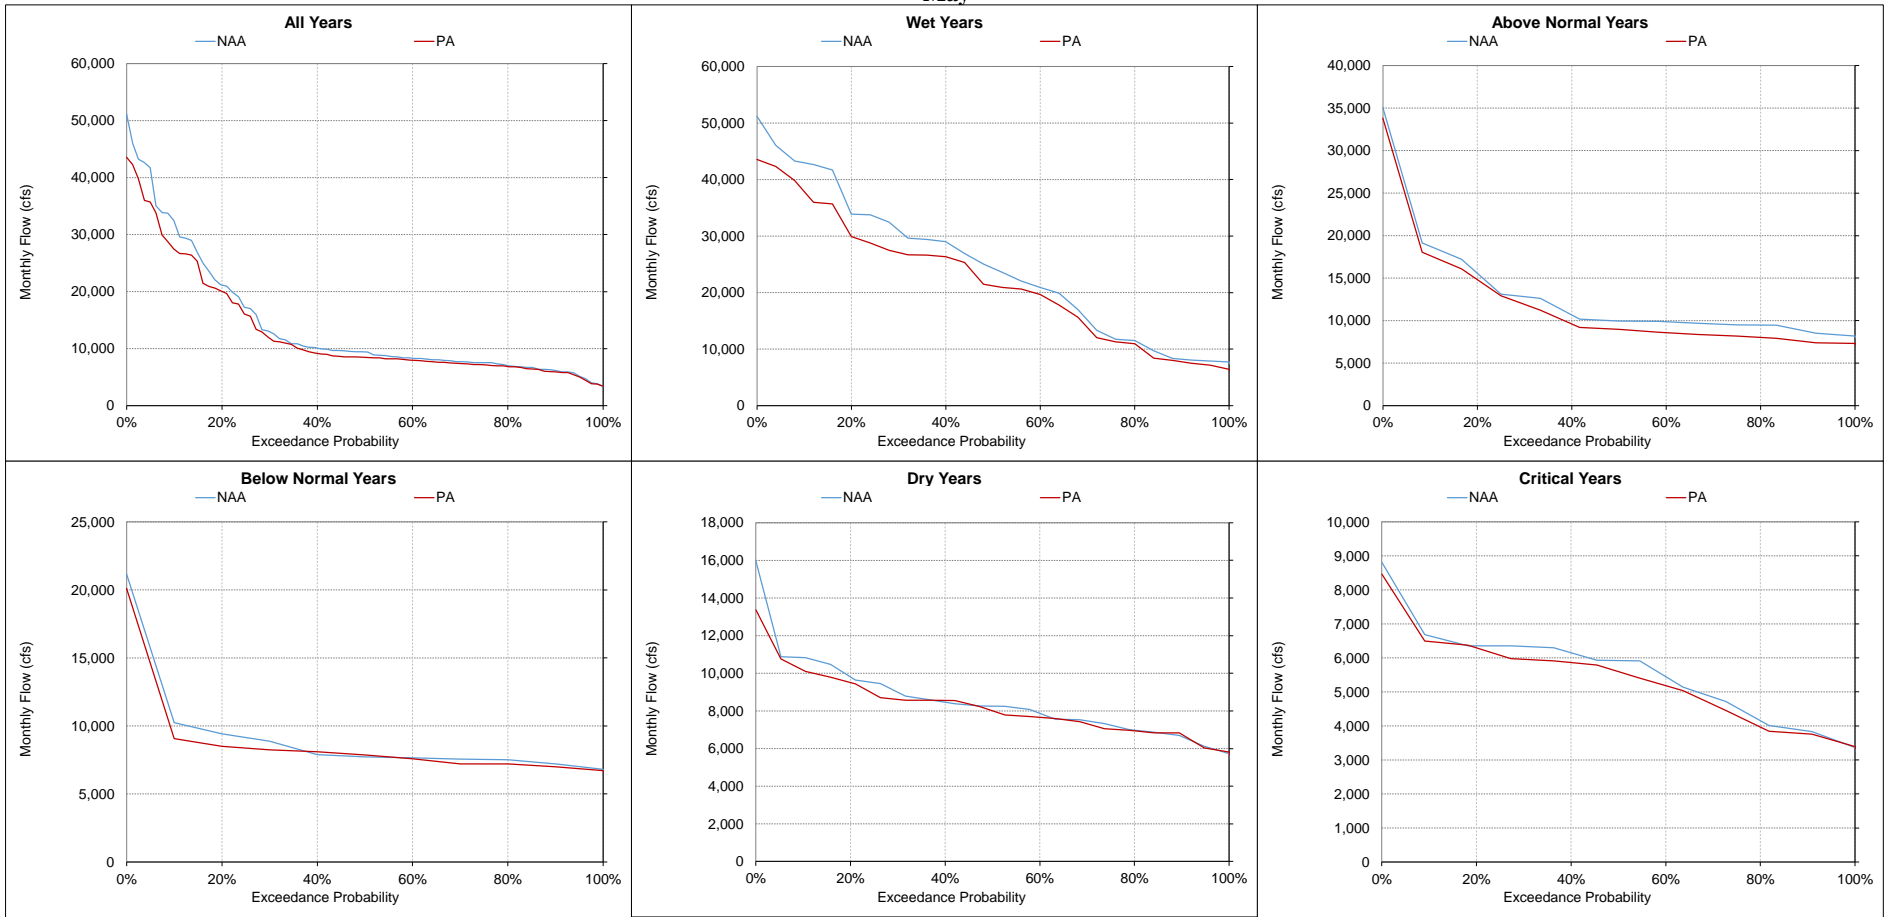 All Years
NAA PA
60,000
50,000
40,000
30,000
20,000
10,000
0
Monthly Flow (cfs)
0% 20% 40% 60% 80% 100%
Exceedance Probability
Wet Years
NAA PA
60,000
50,000
40,000
30,000
20,000
10,000
0
Monthly Flow (cfs)
0% 20% 40% 60% 80% 100%
Exceedance Probability
Above Normal Years
NAA PA
40,000
35,000
30,000
25,000
20,000
15,000
10,000
5,000
0
Monthly Flow (cfs)
0% 20% 40% 60% 80% 100%
Exceedance Probability
Below Normal Years
NAA PA
25,000
20,000
15,000
10,000
5,000
0
Monthly Flow (cfs)
0% 20% 40% 60% 80% 100%
Exceedance Probability
Dry Years
NAA PA
18,000
16,000
14,000
12,000
10,000
8,000
6,000
4,000
2,000
0
Monthly Flow (cfs)
0% 20% 40% 60% 80% 100%
Exceedance Probability
Critical Years
NAA PA
10,000
9,000
8,000
7,000
6,000
5,000
4,000
3,000
2,000
1,000
0
Monthly Flow (cfs)
0% 20% 40% 60% 80% 100%
Exceedance Probability